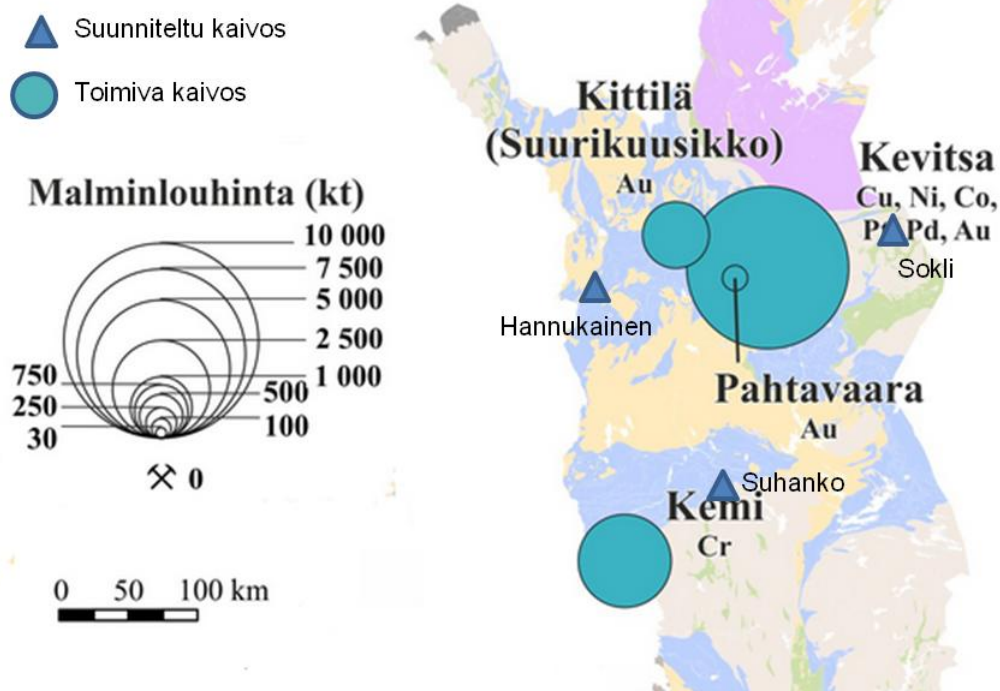 Suunniteltu kaivos
Toimiva kaivos
Malminlouhinta (kt)
10 000
7 500
5 000
2 500
1 000
750
500
250
100
30
0
0 50 100 km
Kittilä
(Suurikuusikko)
Au
Kevitsa
Cu, Ni, Co,
Pd, Au
Sokli
Hannukainen
Pahtavaara
Au
Suhanko
Kemi
Cr